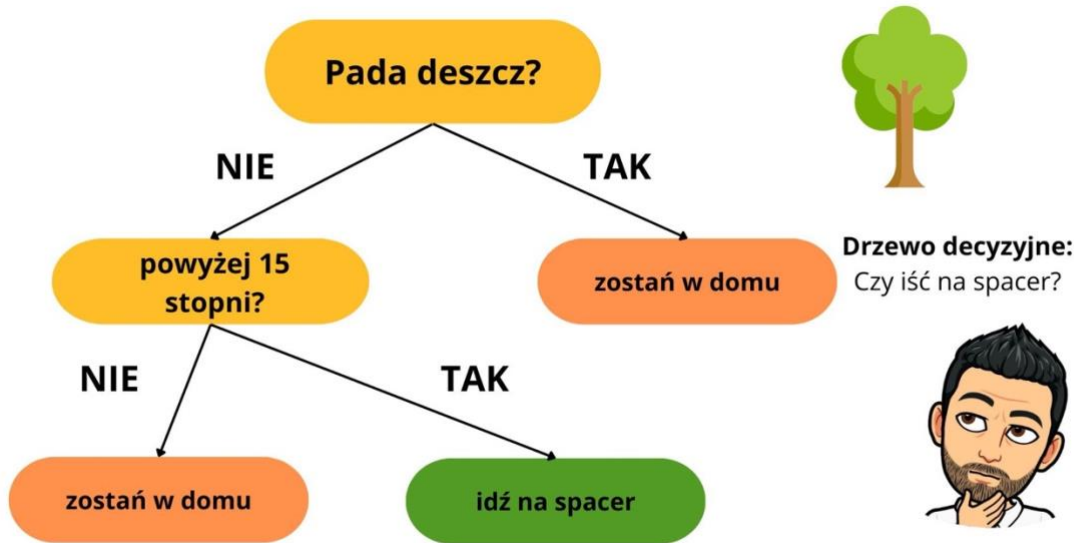 Pada deszcz?
NIE
TAK
powyżej 15
stopni?
zostań w domu
Drzewo decyzyjne:
Czy iść na spacer?
NIE
TAK
zostań w domu
idź na spacer